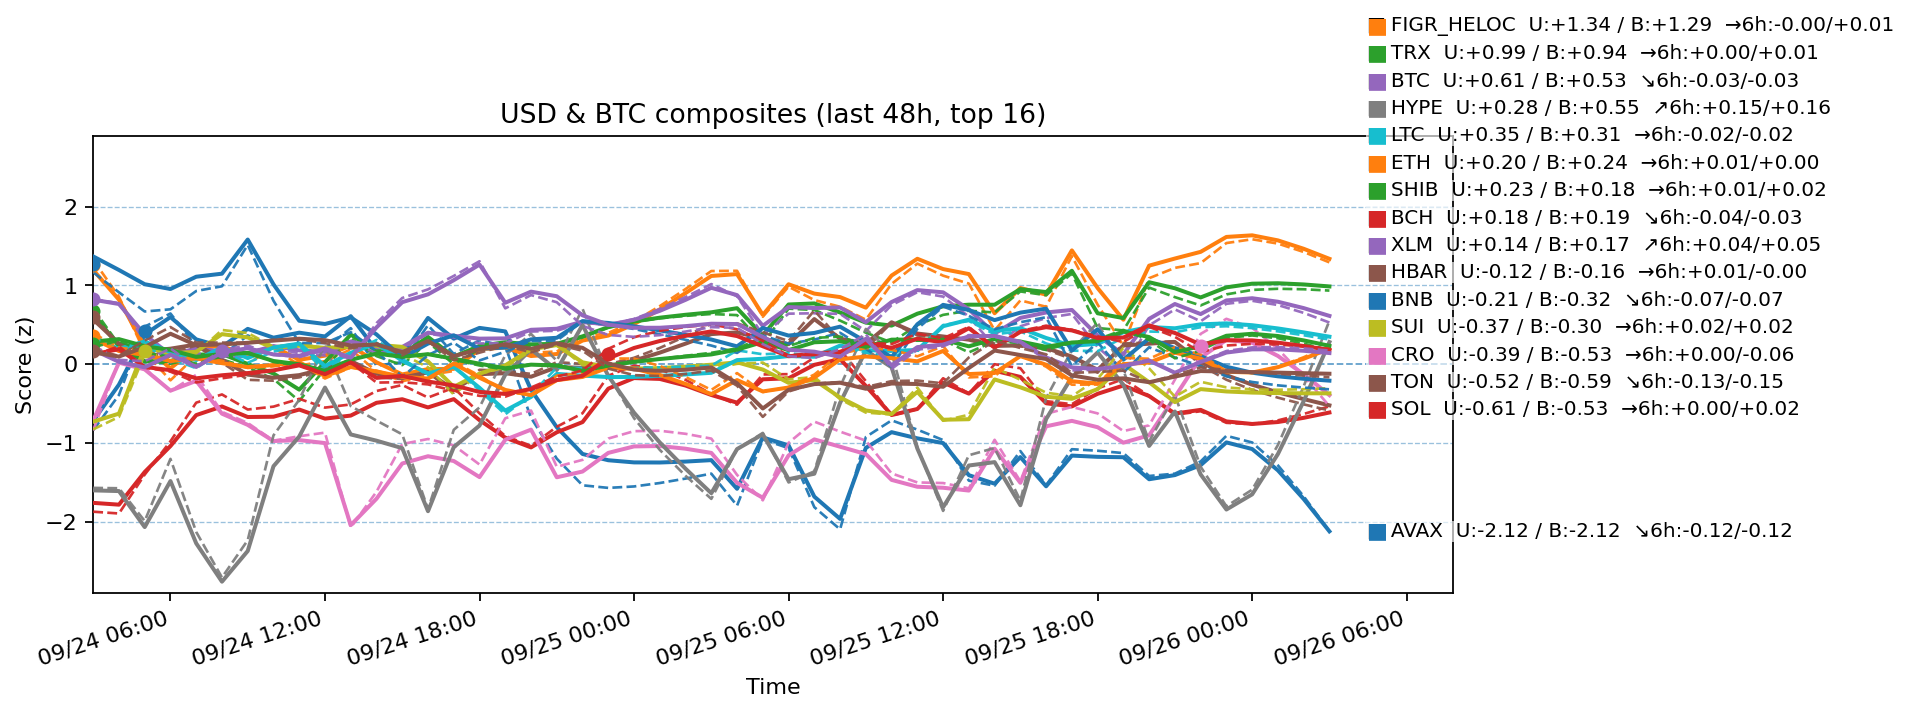 FIGR_HELOC U:+1.34 / B:+1.29 →6h:-0.00/+0.01
TRX U:+0.99 / B:+0.94 →6h:+0.00/+0.01
BTC U:+0.61 / B:+0.53 ↘6h:-0.03/-0.03
HYPE U:+0.28 / B:+0.55 ↗6h:+0.15/+0.16
USD & BTC composites (last 48h, top 16)
LTC U:+0.35 / B:+0.31 →6h:-0.02/-0.02
ETH U:+0.20 / B:+0.24 →6h:+0.01/+0.00
SHIB U:+0.23 / B:+0.18 →6h:+0.01/+0.02
BCH U:+0.18 / B:+0.19 ↘6h:-0.04/-0.03
XLM U:+0.14 / B:+0.17 ↗6h:+0.04/+0.05
HBAR U:-0.12 / B:-0.16 →6h:+0.01/-0.00
BNB U:-0.21 / B:-0.32 ↘6h:-0.07/-0.07
SUI U:-0.37 / B:-0.30 →6h:+0.02/+0.02
CRO U:-0.39 / B:-0.53 →6h:+0.00/-0.06
TON U:-0.52 / B:-0.59 ↘6h:-0.13/-0.15
SOL U:-0.61 / B:-0.53 →6h:+0.00/+0.02
AVAX U:-2.12 / B:-2.12 ↘6h:-0.12/-0.12
Score (z)
2
1
0
−1
−2
09/24 06:00
09/24 12:00
09/24 18:00
09/25 00:00
09/25 06:00
09/25 12:00
09/25 18:00
09/26 00:00
09/26 06:00
Time